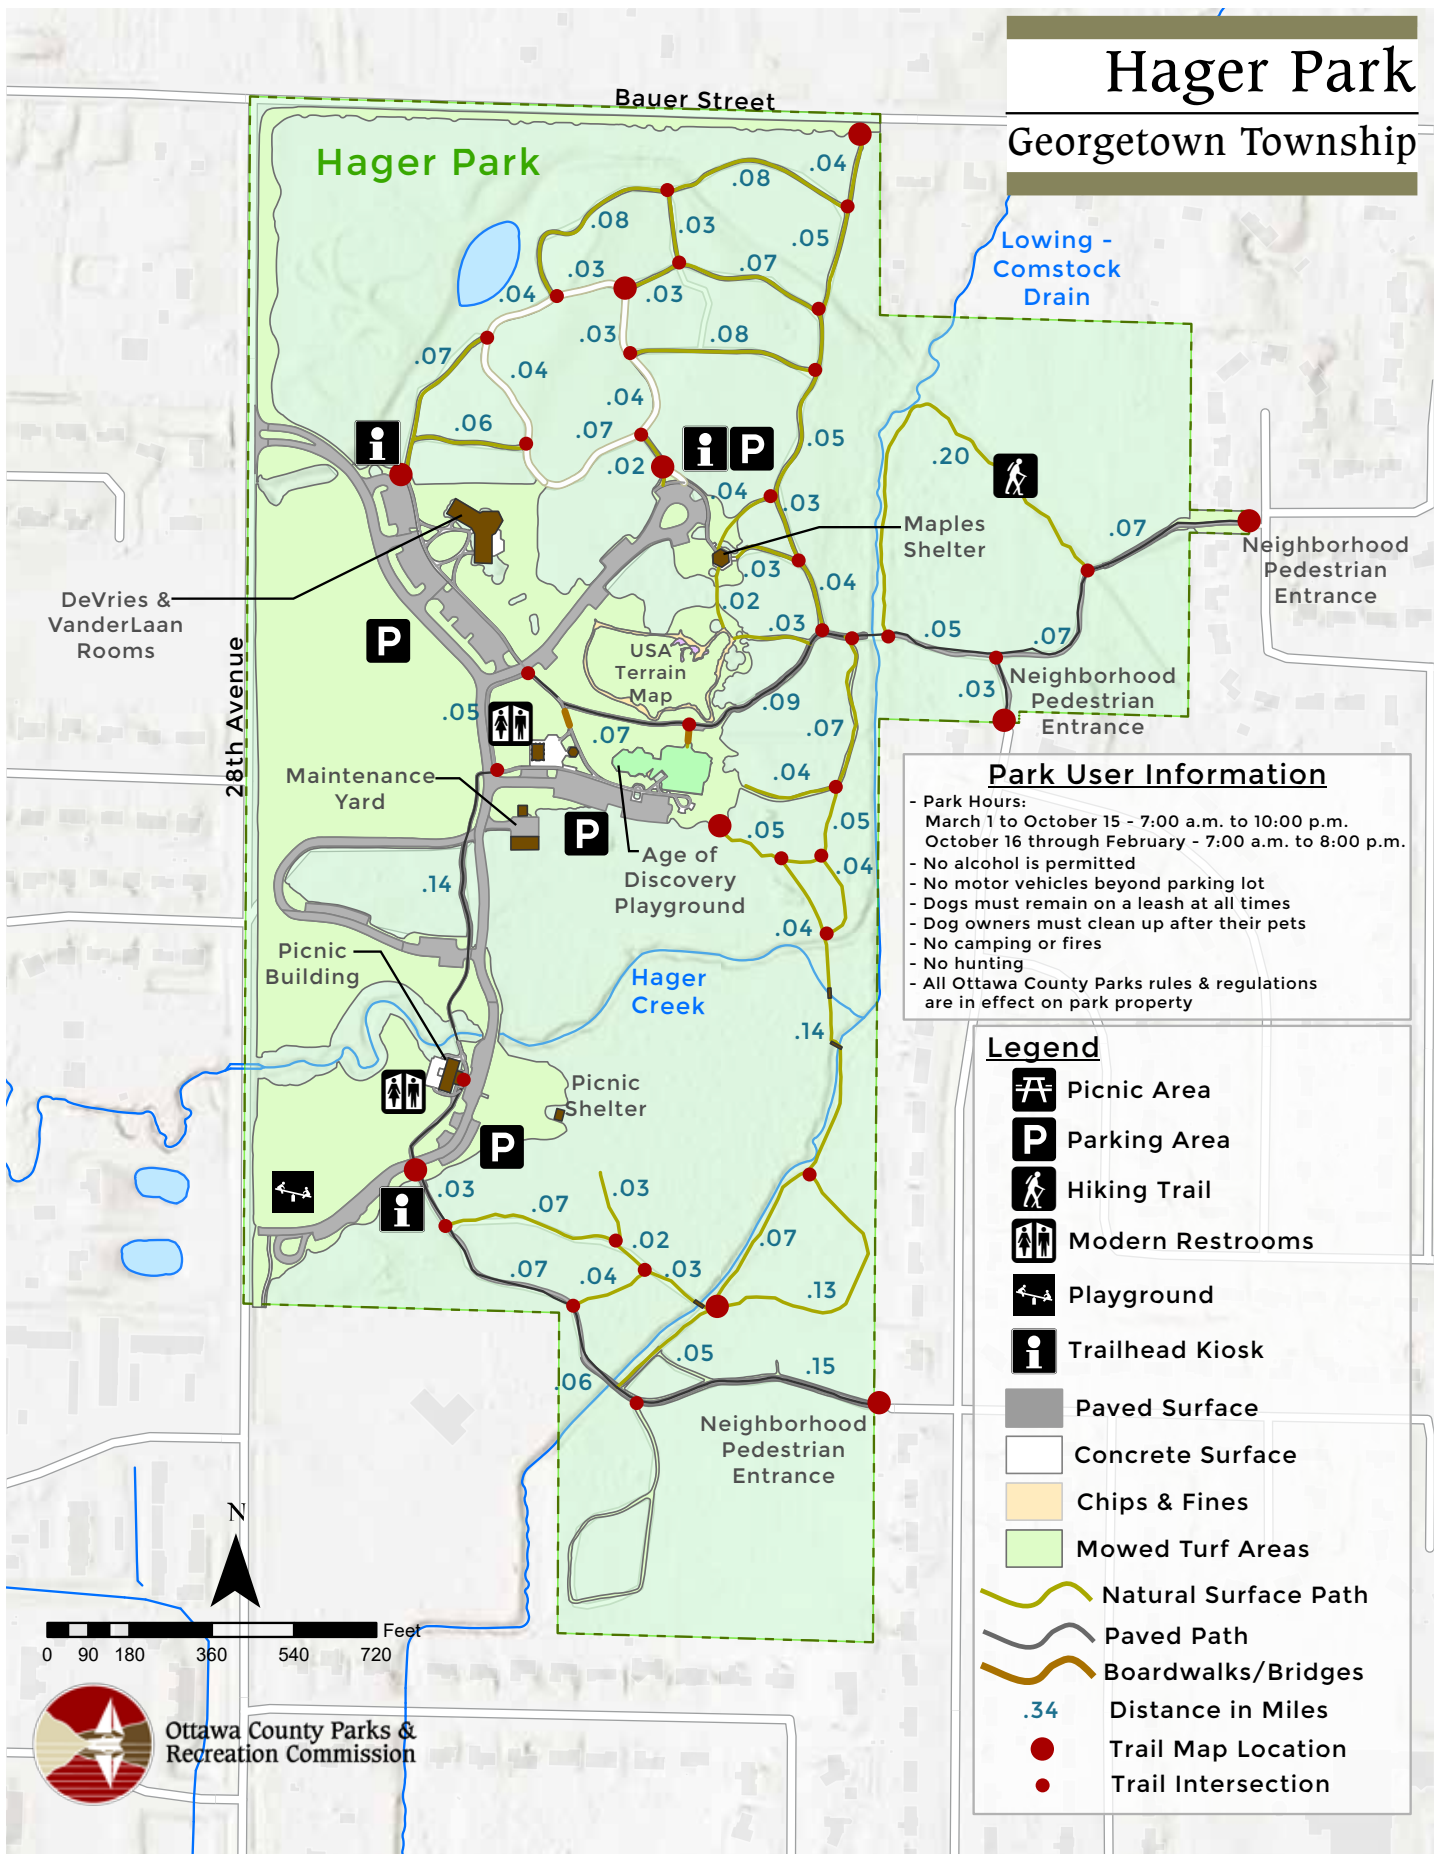 Hager Park
Georgetown Township
Bauer Street
Hager Park
.04
.08
.08
.03
.05
.03
.07
.04
.03
.03
.08
.07
.04
.04
.06
.07
.05
.02
.20
.04
.03
.07
Lowing -
Comstock
Drain
Maples
Shelter
Neighborhood
Pedestrian
Entrance
.03
.04
.02
.03
.05
.07
DeVries &
VanderLaan
Rooms
USA
Terrain
Map
28th Avenue
.03
Neighborhood
Pedestrian
Entrance
.05
.09
.07
.07
.04
Maintenance
Yard
.05
.05
.04
Age of
Discovery
Playground
.14
.04
Picnic
Building
Hager
Creek
.14
Picnic
Shelter
.03
.03
.07
.02
.07
.07
.04
.03
.13
.05
.15
.06
Neighborhood
Pedestrian
Entrance
Park User Information
- Park Hours:
March 1 to October 15 - 7:00 a.m. to 10:00 p.m.
October 16 through February - 7:00 a.m. to 8:00 p.m.
- No alcohol is permitted
- No motor vehicles beyond parking lot
- Dogs must remain on a leash at all times
- Dog owners must clean up after their pets
- No camping or fires
- No hunting
- All Ottawa County Parks rules & regulations
are in effect on park property
Legend
Picnic Area
P Parking Area
Hiking Trail
Modern Restrooms
Playground
i Trailhead Kiosk
Paved Surface
Concrete Surface
Chips & Fines
Mowed Turf Areas
Natural Surface Path
Paved Path
Boardwalks/Bridges
.34 Distance in Miles
Trail Map Location
Trail Intersection
i
i P
P
P
P
i
N
Feet
0 90 180 360 540 720
Ottawa County Parks &
Recreation Commission